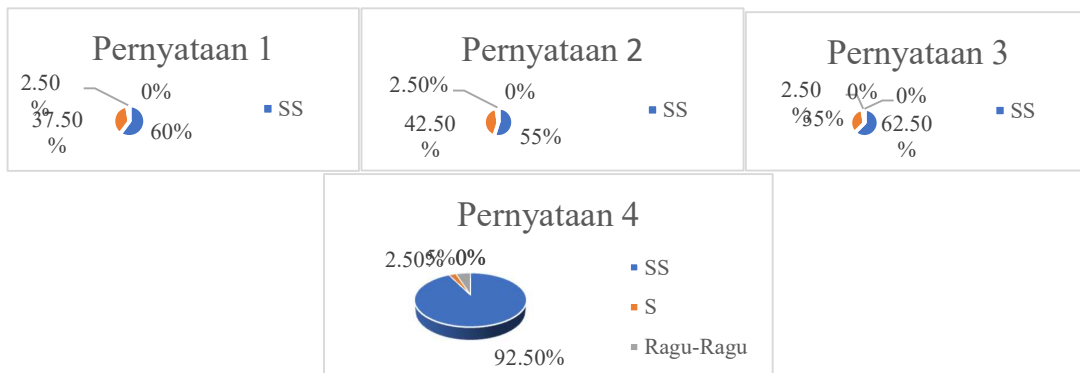 Pernyataan 1
2.50
%
0%
37.50
%
60%
SS
Pernyataan 2
2.50%
0%
42.50
%
55%
SS
Pernyataan 3
2.50
%
0%
0%
35%
62.50
%
SS
Pernyataan 4
2.50%
5%
0%
0%
92.50%
SS
S
Ragu-Ragu